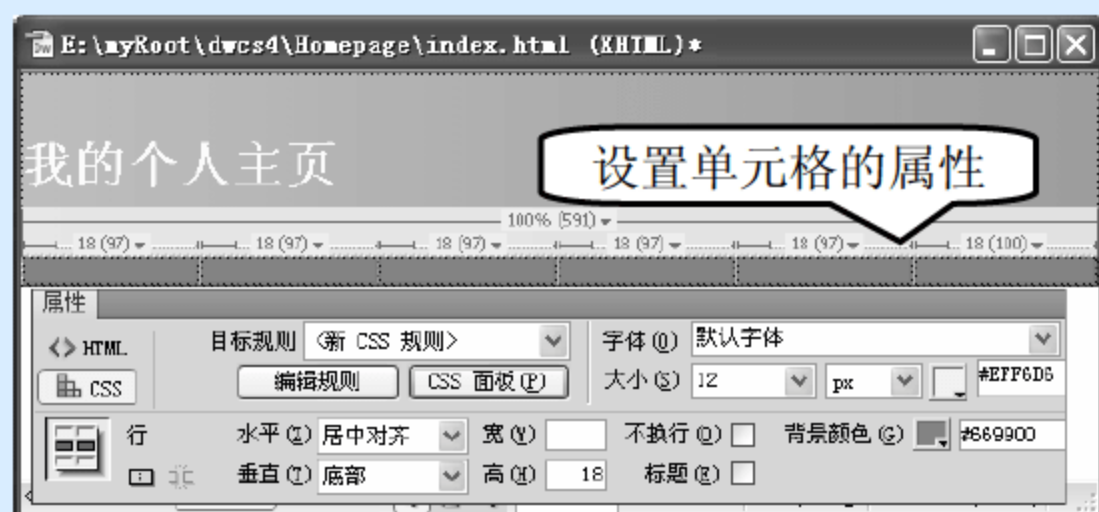 E:\myRoot\dwcs4\Homepage\index.html (XHTML)*
我的个人主页
设置单元格的属性
100% (591)
18 (97) 18 (97) 18 (97) 18 (97) 18 (97) 18 (100)
属性
HTML 目标规则 <新 CSS 规则> 字体(O) 默认字体
CSS 编辑规则 CSS 面板(P) 大小(S) 12 px #EFF6D6
行 水平(Z) 居中对齐 宽(W) 不换行(O) 背景颜色(G) #669900
垂直(T) 底部 高(H) 18 标题(E)